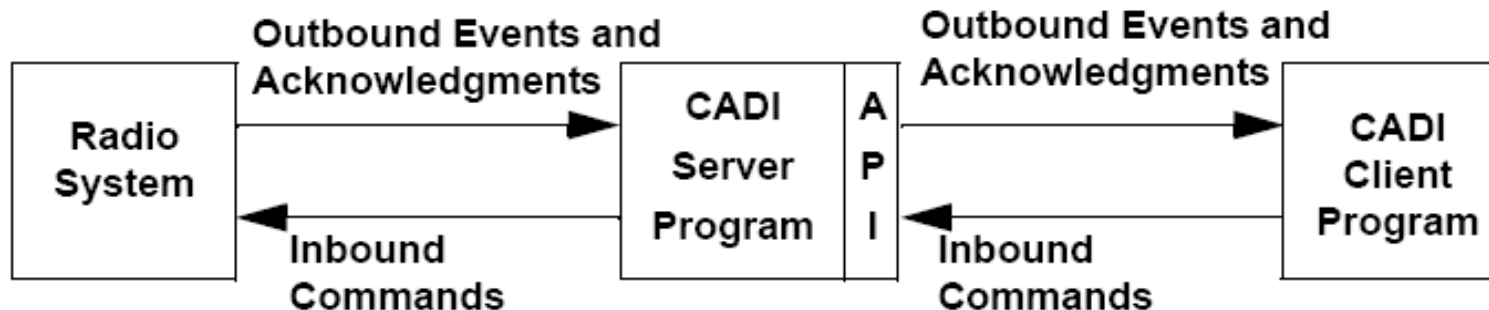 Radio
System
Outbound Events and
Acknowledgments
Inbound
Commands
CADI
Server
Program
A
P
I
Outbound Events and
Acknowledgments
Inbound
Commands
CADI
Client
Program